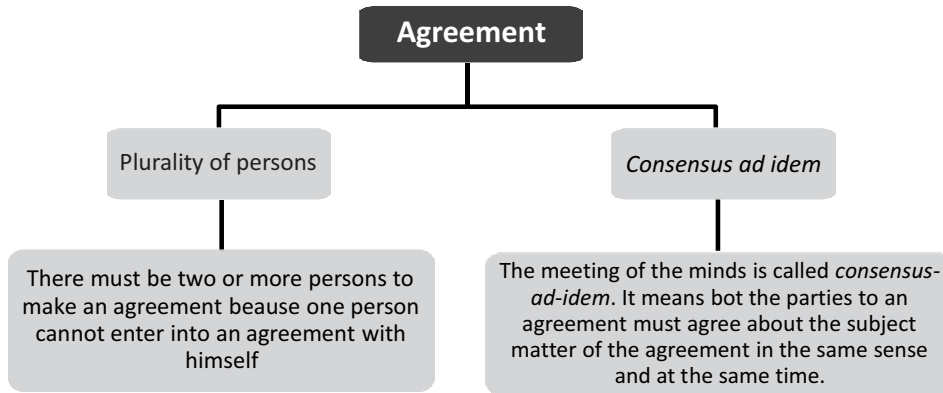 Agreement
Plurality of persons
Consensus ad idem
There must be two or more persons to
make an agreement beause one person
cannot enter into an agreement with
himself
The meeting of the minds is called consensus-
ad-idem. It means bot the parties to an
agreement must agree about the subject
matter of the agreement in the same sense
and at the same time.